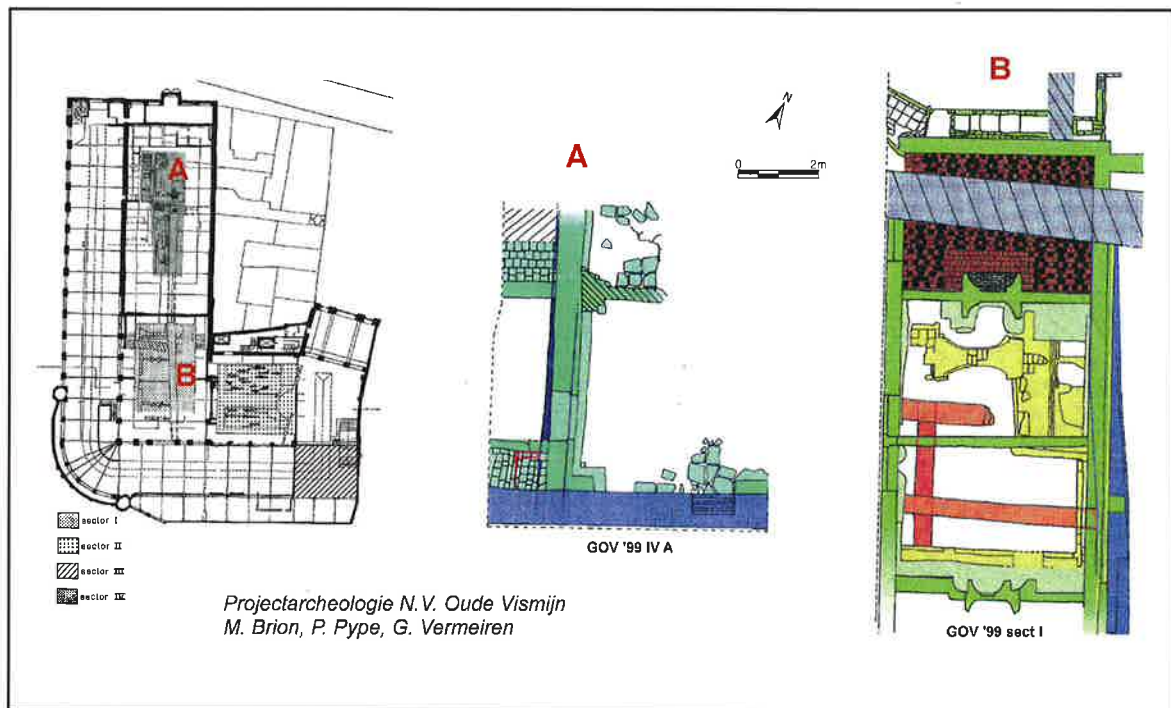 A
B
sector I
sector II
sector III
sector IV
Projectarcheologie N.V. Oude Vismijn
M. Brion, P. Pype, G. Vermeiren
A
GOV '99 IV A
N
0 2m
B
GOV '99 sect I